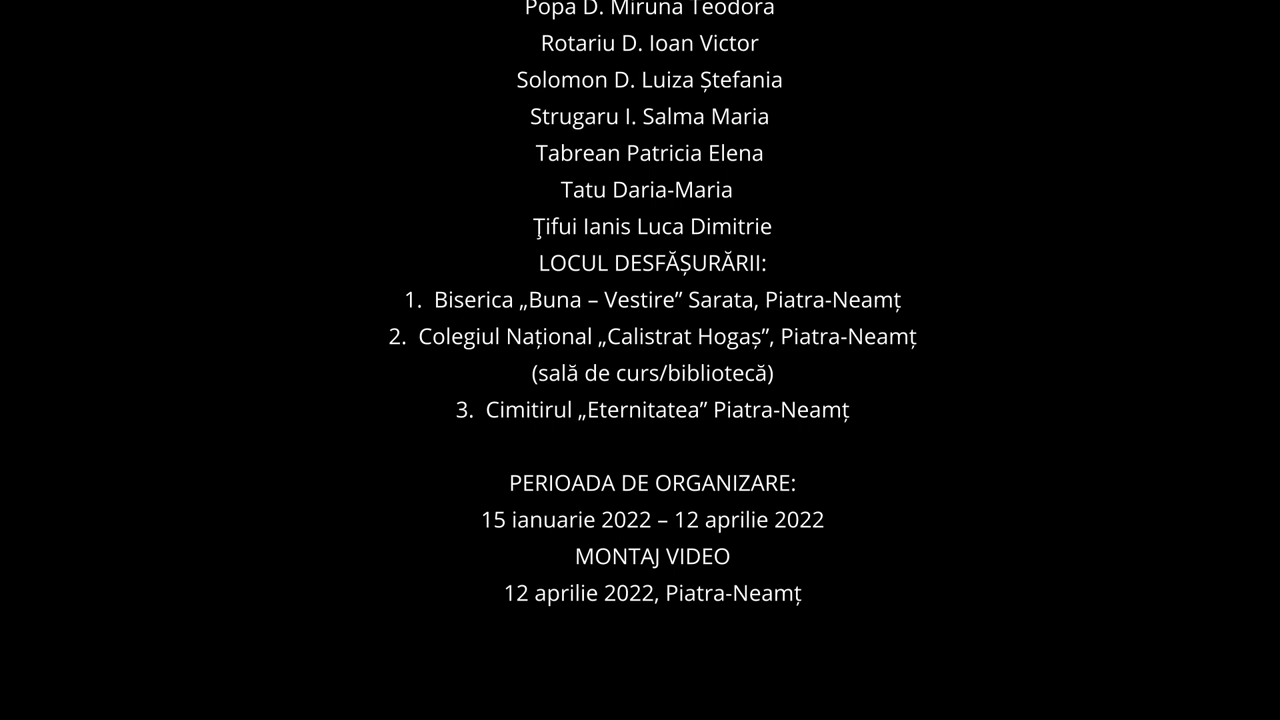 Popa D. Miruna Teodora
Rotariu D. Ioan Victor
Solomon D. Luiza Ștefania
Strugaru I. Salma Maria
Tabrean Patricia Elena
Tatu Daria-Maria
Ţifui Ianis Luca Dimitrie
LOCUL DESFĂȘURĂRII:
1. Biserica „Buna – Vestire” Sarata, Piatra-Neamț
2. Colegiul Național „Calistrat Hogaș”, Piatra-Neamț
(sală de curs/bibliotecă)
3. Cimitirul „Eternitatea” Piatra-Neamț
PERIOADA DE ORGANIZARE:
15 ianuarie 2022 – 12 aprilie 2022
MONTAJ VIDEO
12 aprilie 2022, Piatra-Neamț